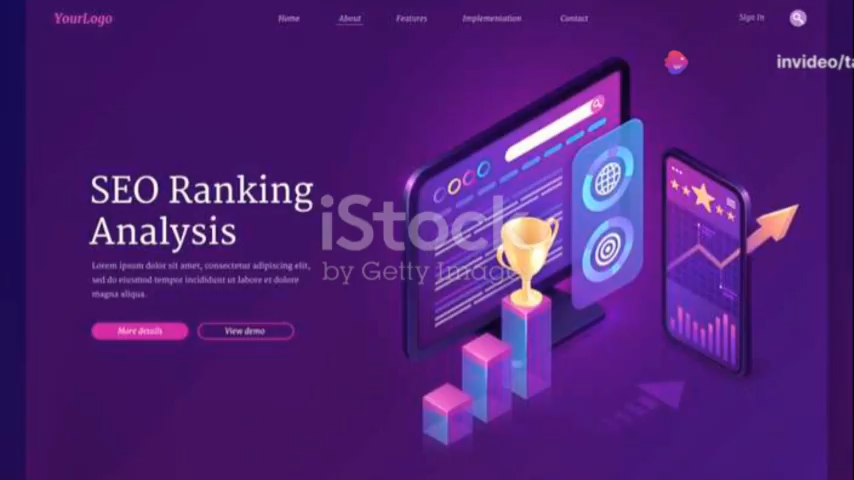 YourLogo
Home About Features Implementation Contact
Sign In
invideo/ta
SEO Ranking
Analysis
iStock
by Getty Images
Lorem ipsum dolor sit amet, consectetur adipiscing elit,
sed do eiusmod tempor incididunt ut labore et dolore
magna aliqua.
More details
View demo